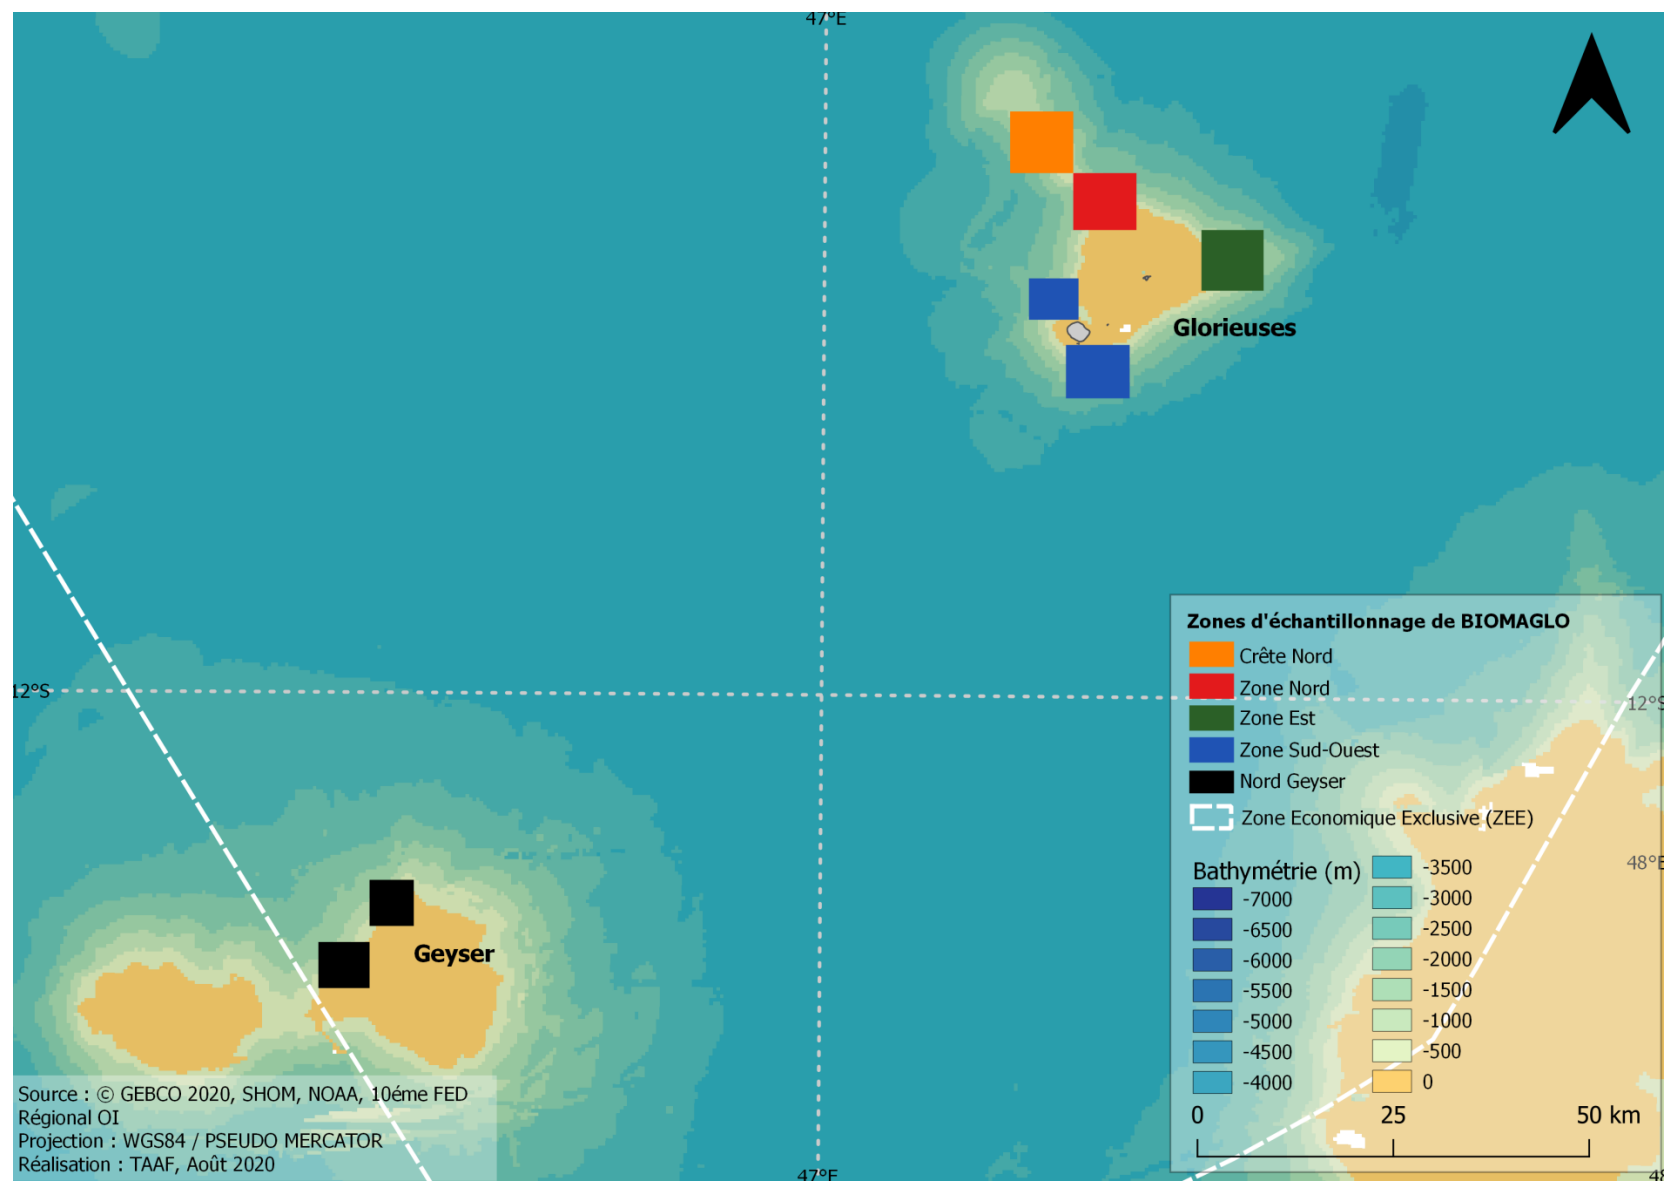 47°E
Glorieuses
12°S
Zones d'échantillonnage de BIOMAGLO
Crête Nord
Zone Nord
Zone Est
Zone Sud-Ouest
Nord Geyser
Zone Economique Exclusive (ZEE)
12°S
48°E
Bathymétrie (m)
-7000
-6500
-6000
-5500
-5000
-4500
-4000
-3500
-3000
-2500
-2000
-1500
-1000
-500
0
0 25 50 km
Geyser
Source : © GEBCO 2020, SHOM, NOAA, 10éme FED
Régional OI
Projection : WGS84 / PSEUDO MERCATOR
Réalisation : TAAF, Août 2020
47°E
48